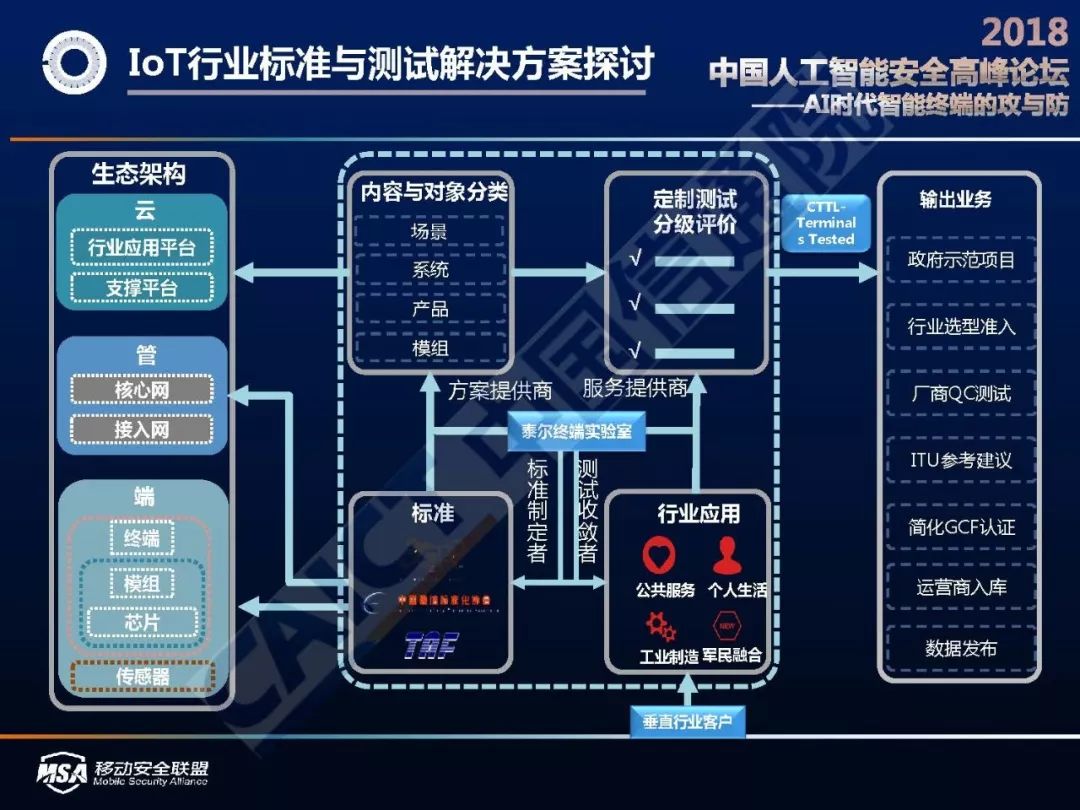 IoT行业标准与测试解决方案探讨
2018
中国人工智能安全高峰论坛
——AI时代智能终端的攻与防
生态架构
云
行业应用平台
支撑平台
管
核心网
接入网
端
终端
模组
芯片
传感器
内容与对象分类
场景
系统
产品
模组
定制测试
分级评价
√
√
√
CTTL-
Terminal
s Tested
输出业务
政府示范项目
行业选型准入
厂商QC测试
ITU参考建议
简化GCF认证
运营商入库
数据发布
方案提供商
服务提供商
泰尔终端实验室
标准制定者
测试收敛者
标准
TAF
行业应用
公共服务
个人生活
NEW
工业制造
军民融合
垂直行业客户
MSA
移动安全联盟
Mobile Security Alliance